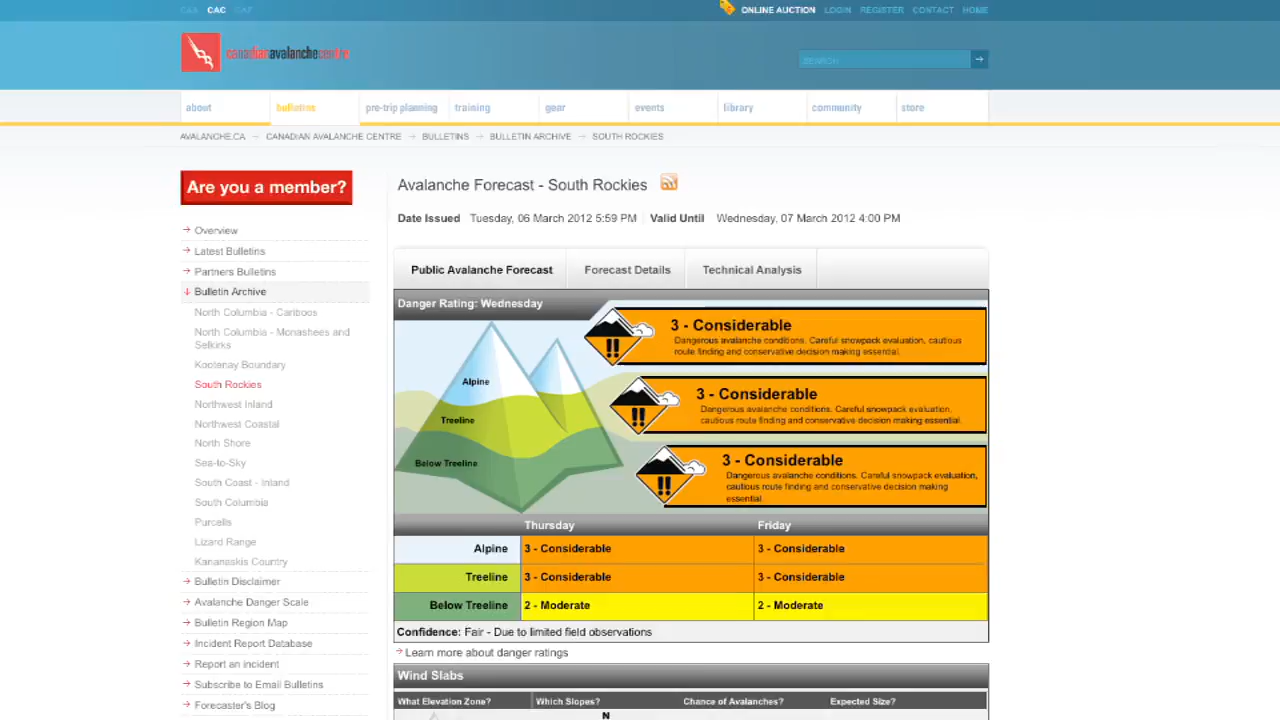 CAA CAC CAF ONLINE AUCTION LOGIN REGISTER CONTACT HOME
canadianavalanchecentre
SEARCH
about bulletins pre-trip planning training gear events library community store
AVALANCHE.CA → CANADIAN AVALANCHE CENTRE → BULLETINS → BULLETIN ARCHIVE → SOUTH ROCKIES
Are you a member?
Overview
Latest Bulletins
Partners Bulletins
Bulletin Archive
North Columbia - Cariboos
North Columbia - Monashees and
Selkirks
Kootenay Boundary
South Rockies
Northwest Inland
Northwest Coastal
North Shore
Sea-to-Sky
South Coast - Inland
South Columbia
Purcells
Lizard Range
Kananaskis Country
Bulletin Disclaimer
Avalanche Danger Scale
Bulletin Region Map
Incident Report Database
Report an incident
Subscribe to Email Bulletins
Forecaster's Blog
Avalanche Forecast - South Rockies
Date Issued Tuesday, 06 March 2012 5:59 PM Valid Until Wednesday, 07 March 2012 4:00 PM
Public Avalanche Forecast Forecast Details Technical Analysis
Danger Rating: Wednesday
Alpine
Treeline
Below Treeline
3 - Considerable
Dangerous avalanche conditions. Careful snowpack evaluation, cautious
route finding and conservative decision making essential.
3 - Considerable
Dangerous avalanche conditions. Careful snowpack evaluation,
cautious route finding and conservative decision making essential.
3 - Considerable
Dangerous avalanche conditions. Careful snowpack evaluation,
cautious route finding and conservative decision making
essential.
Thursday Friday
Alpine 3 - Considerable 3 - Considerable
Treeline 3 - Considerable 3 - Considerable
Below Treeline 2 - Moderate 2 - Moderate
Confidence: Fair - Due to limited field observations
Learn more about danger ratings
Wind Slabs
What Elevation Zone? Which Slopes? Chance of Avalanches? Expected Size?
N